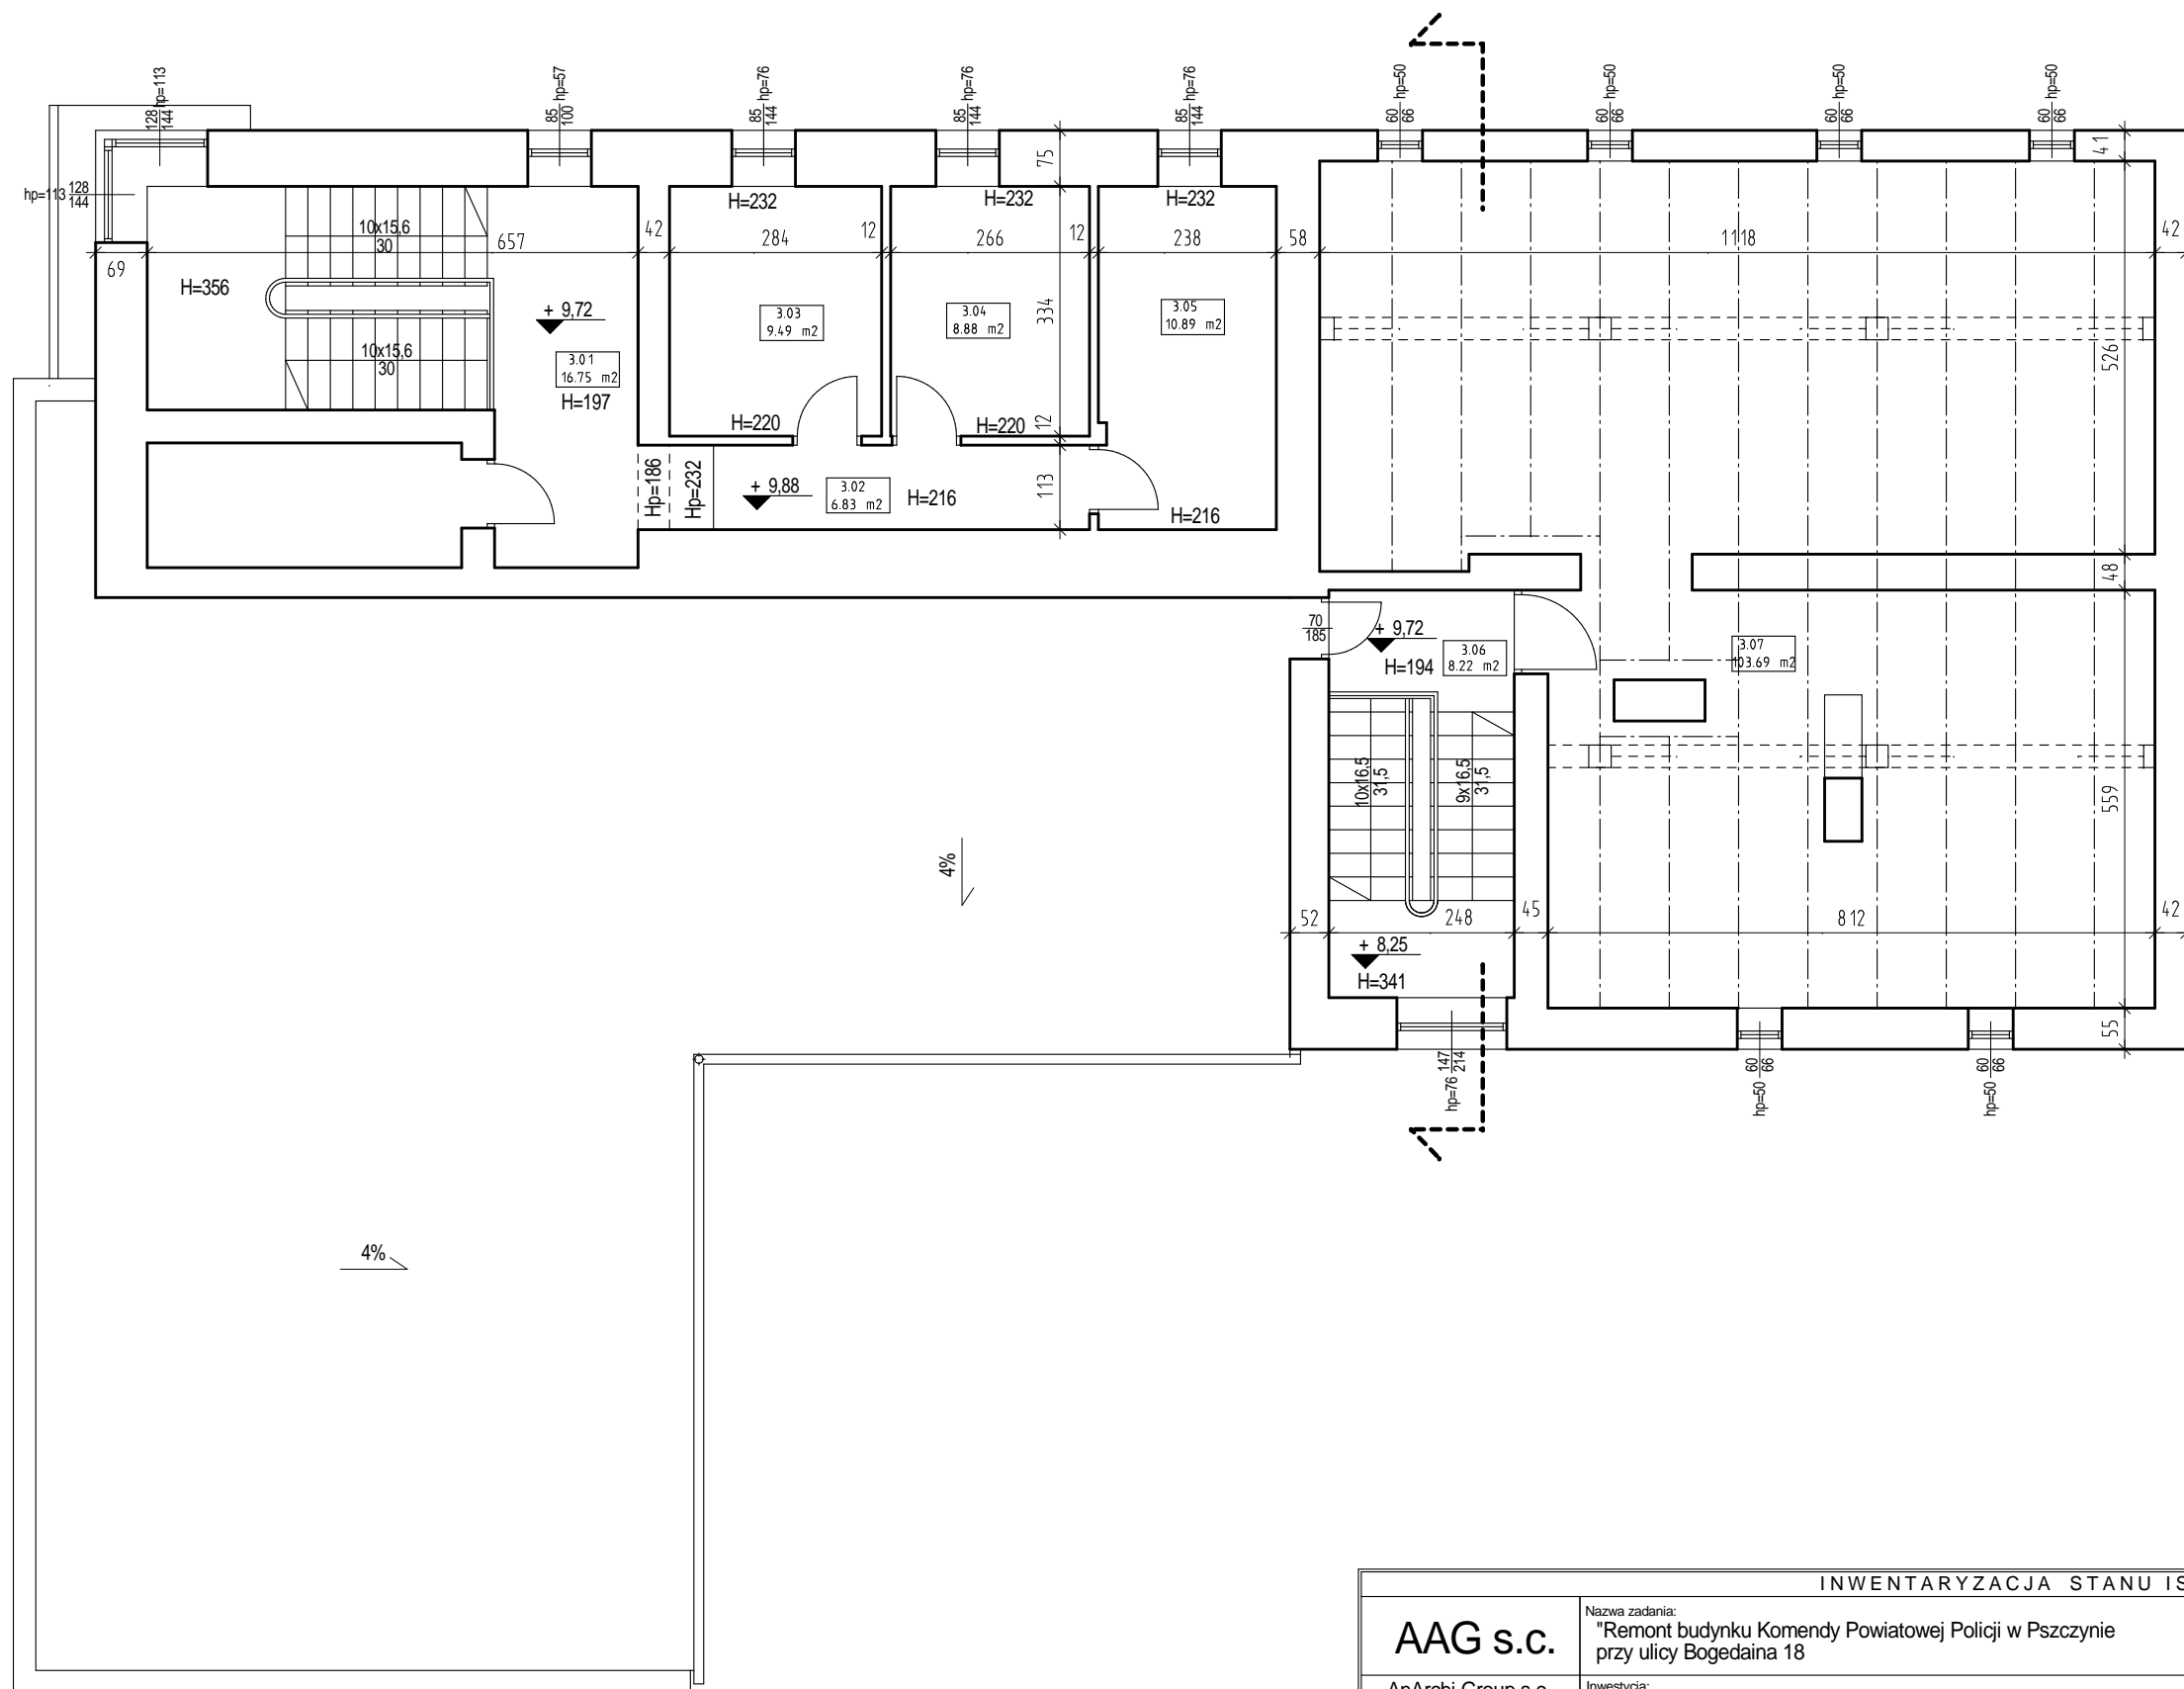 128
144
hp=113
85
100
hp=57
85
144
hp=76
85
144
hp=76
85
144
hp=76
60
66
hp=50
60
66
hp=50
60
66
hp=50
60
66
hp=50
75
41
hp=113
128
144
H=232
H=232
H=232
10x15,6
30
657
42
284
12
266
12
238
58
1118
42
69
H=356
+ 9,72
3.03
9.49 m2
3.04
8.88 m2
3.05
10.89 m2
334
526
10x15,6
30
3.01
16.75 m2
H=197
H=220
H=220
12
Hp=186
Hp=232
+ 9,88
3.02
6.83 m2
H=216
113
H=216
48
70
185
+ 9,72
H=194
3.06
8.22 m2
3.07
103.69 m2
10x16,5
31,5
9x16,5
31,5
559
4%
52
248
45
812
42
+ 8,25
H=341
55
147
214
hp=76
60
66
hp=50
60
66
hp=50
4%
INWENTARYZACJA STANU IS
AAG s.c.
Nazwa zadania:
"Remont budynku Komendy Powiatowej Policji w Pszczynie
przy ulicy Bogedaina 18
AnArchi Group s.c.
Inwestycja: